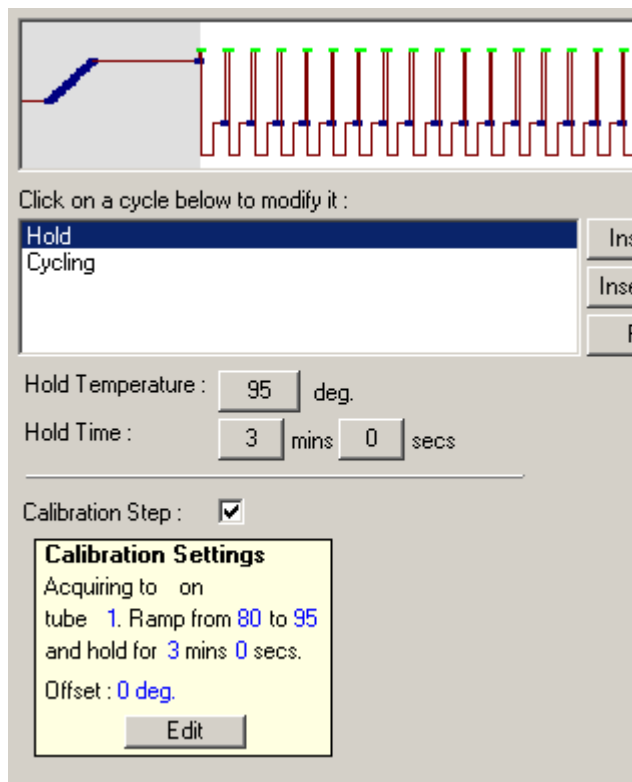 Click on a cycle below to modify it :
Hold
Cycling
Ins
Inse
Hold Temperature : 95 deg.
Hold Time : 3 mins 0 secs
Calibration Step :
Calibration Settings
Acquiring to on
tube 1. Ramp from 80 to 95
and hold for 3 mins 0 secs.
Offset : 0 deg.
Edit